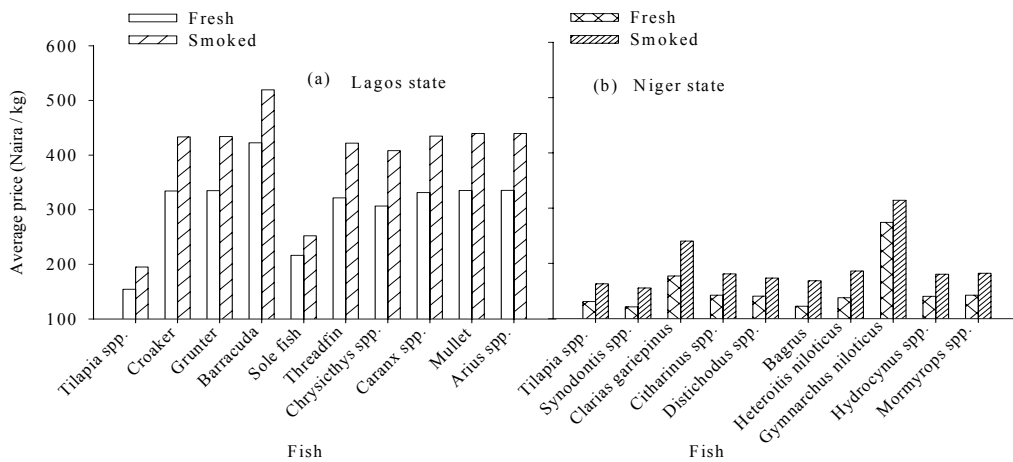 Fresh
Smoked
Fresh
Smoked
(a) Lagos state
(b) Niger state
Average price (Naira / kg)
600
500
400
300
200
100
Tilapia spp.
Croaker
Grunter
Barracuda
Sole fish
Threadfin
Chrysicthys spp.
Caranx spp.
Mullet
Arius spp.
Tilapia spp.
Synodontis spp.
Clarias gariepinus
Citharinus spp.
Distichodus spp.
Bagrus
Heteroitis niloticus
Gymnarchus niloticus
Hydrocynus spp.
Mormyrops spp.
Fish
Fish